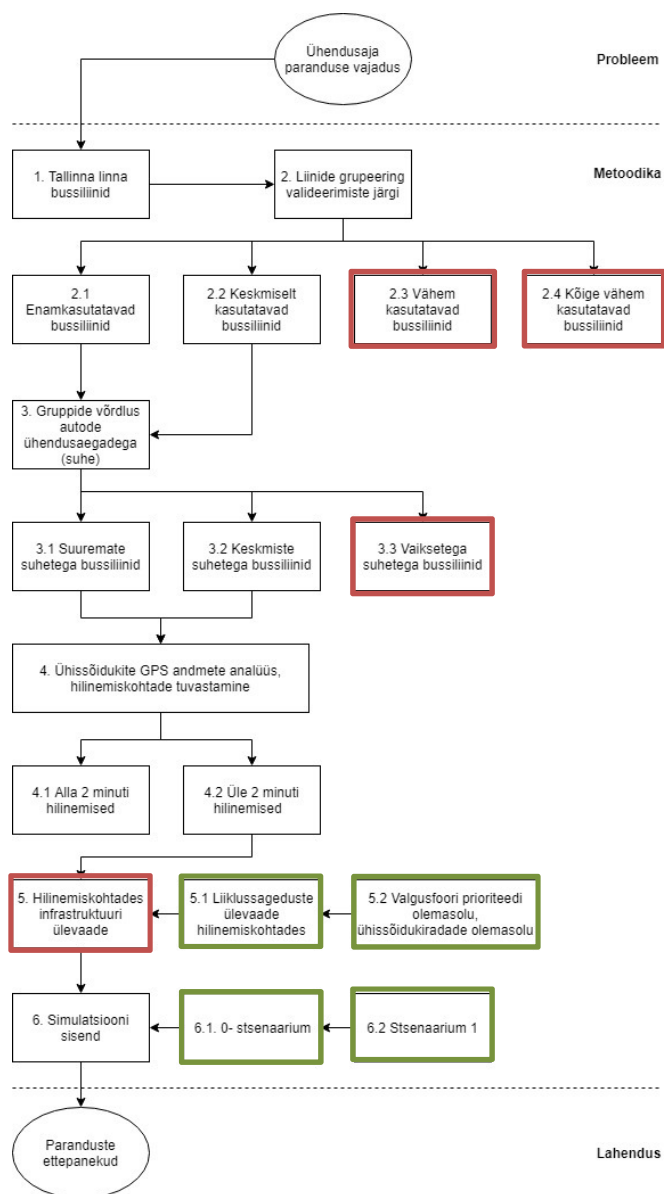 Ühendusaja
paranduse vajadus
Probleem
1. Tallinna linna
bussiliinid
2. Liinide grupeering
valideerimiste järgi
Metoodika
2.1
Enamkasutatavad
bussiliinid
2.2 Keskmiselt
kasutatavad
bussiliinid
2.3 Vähem
kasutatavad
bussiliinid
2.4 Kõige vähem
kasutatavad
bussiliinid
3. Gruppide võrdlus
autode
ühendusaegadega
(suhe)
3.1 Suuremate
suhetega bussiliinid
3.2 Keskmiste
suhetega bussiliinid
3.3 Vaiksetega
suhetega bussiliinid
4. Ühissõidukite GPS andmete analüüs,
hilinemiskohtade tuvastamine
4.1 Alla 2 minuti
hilinemised
4.2 Üle 2 minuti
hilinemised
5. Hilinemiskohtades
infrastruktuuri
ülevaade
5.1 Liiklussageduste
ülevaade
hilinemiskohtades
5.2 Valgusfoori prioriteedi
olemasolu,
ühissõidukiradade olemasolu
6. Simulatsiooni
sisend
6.1. 0- stsenaarium
6.2 Stsenaarium 1
Paranduste
ettepanekud
Lahendus